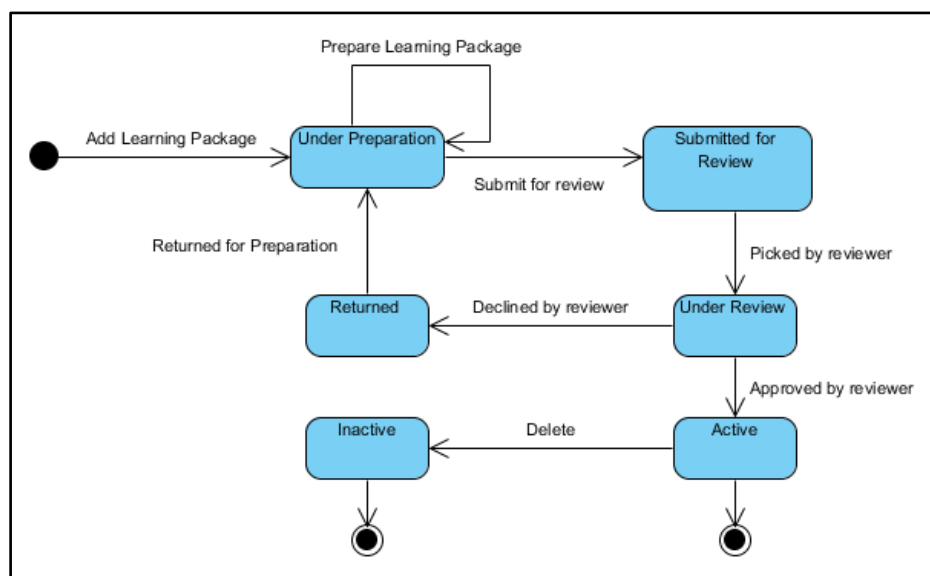 Prepare Learning Package
Add Learning Package
Under Preparation
Submitted for
Review
Submit for review
Returned for Preparation
Picked by reviewer
Returned
Declined by reviewer
Under Review
Approved by reviewer
Inactive
Delete
Active